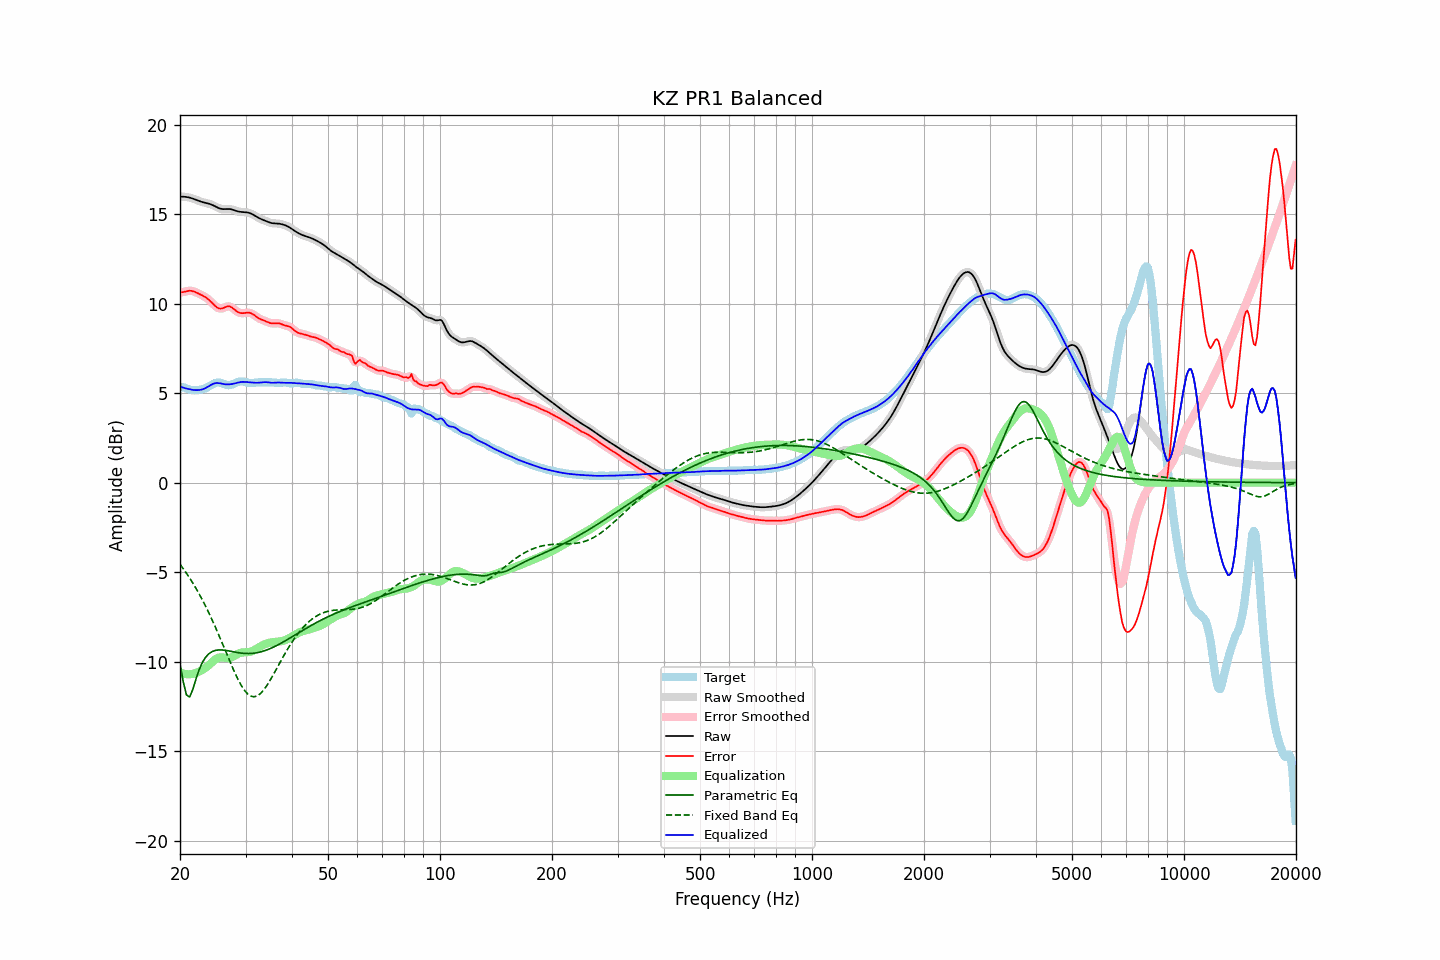 KZ PR1 Balanced
Amplitude (dBr)
20
15
10
5
0
−5
−10
−15
−20
Target
Raw Smoothed
Error Smoothed
Raw
Error
Equalization
Parametric Eq
Fixed Band Eq
Equalized
20 50 100 200 500 1000 2000 5000 10000 20000
Frequency (Hz)